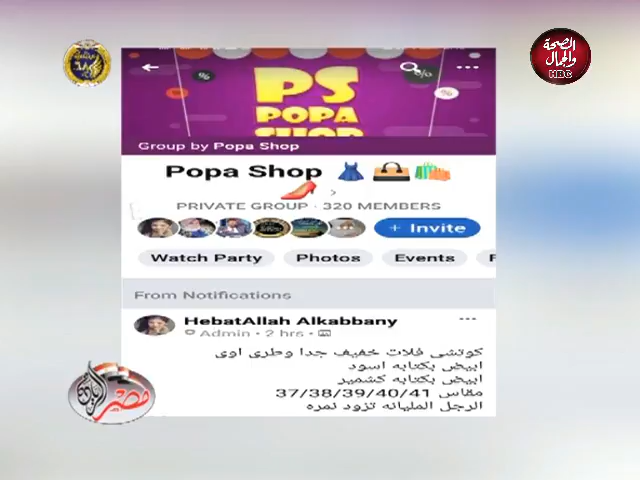 الصحة
والجمال
HBC
PS
POPA
SHOP
%
%
%
Group by Popa Shop
Popa Shop
PRIVATE GROUP · 320 MEMBERS
+ Invite
Watch Party
Photos
Events
F
From Notifications
HebatAllah Alkabbany
Admin • 2 hrs •
كوتشى فلات خفيف جدا وطرى اوى
ابيض بكتابه اسود
ابيض بكتابه كشمير
مقاس 37/38/39/40/41
الرجل المليانه تزود نمره
مصر